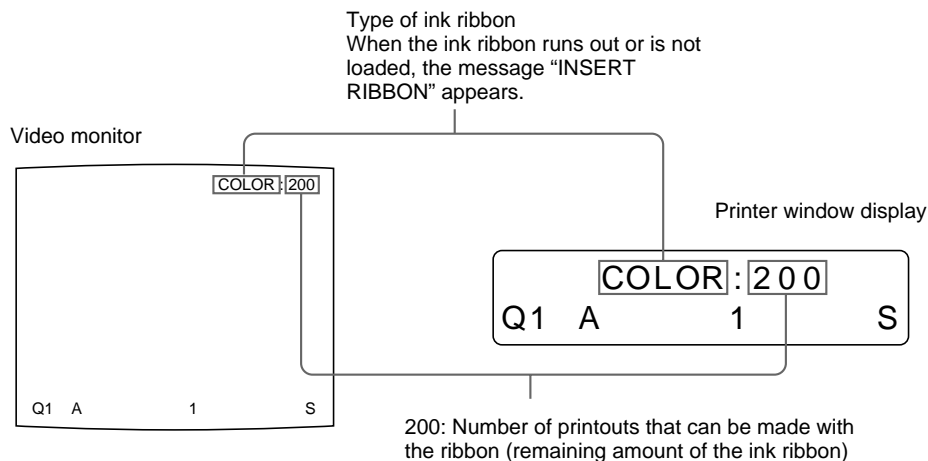 Type of ink ribbon
When the ink ribbon runs out or is not
loaded, the message “INSERT
RIBBON” appears.
Video monitor
COLOR:200
Printer window display
COLOR:200
Q1 A 1 S
Q1 A 1 S
200: Number of printouts that can be made with
the ribbon (remaining amount of the ink ribbon)